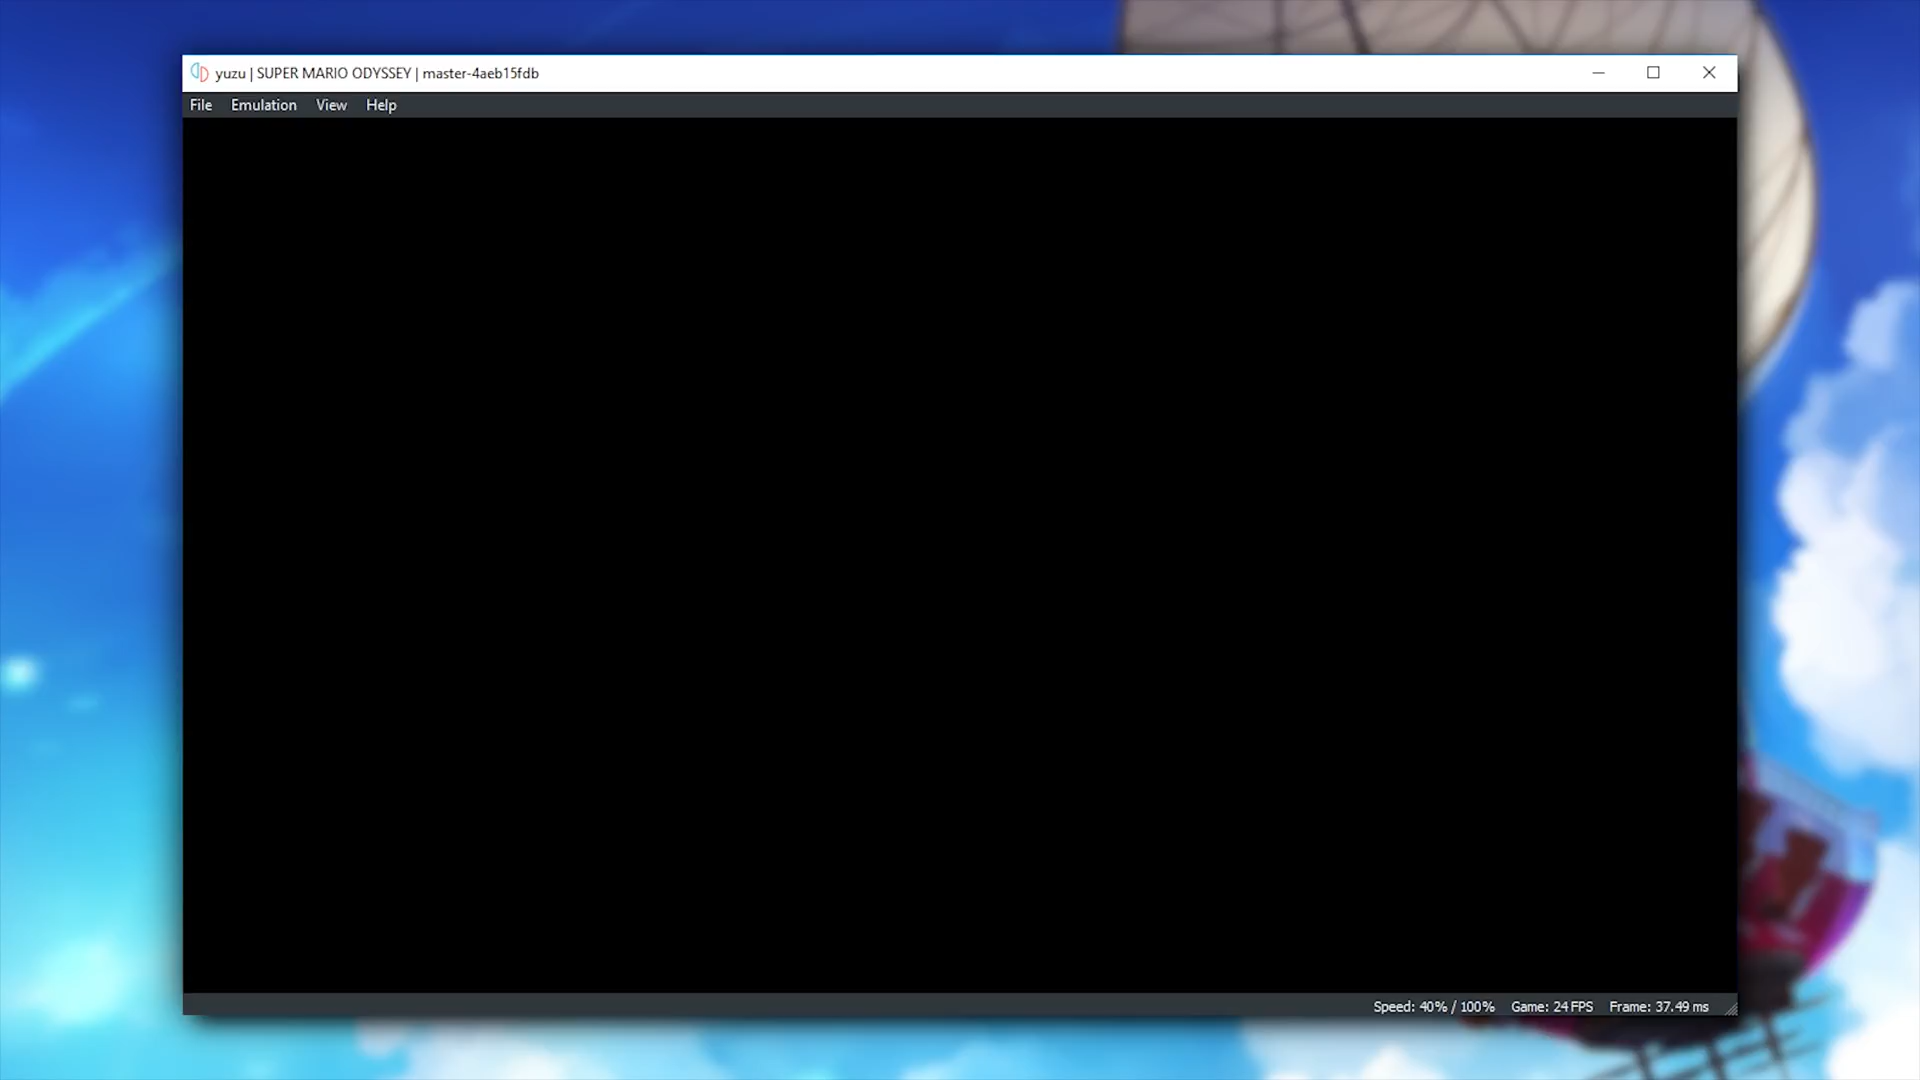 yuzu | SUPER MARIO ODYSSEY | master-4aeb15fdb
File Emulation View Help
Speed: 40% / 100% Game: 24 FPS Frame: 37.49 ms